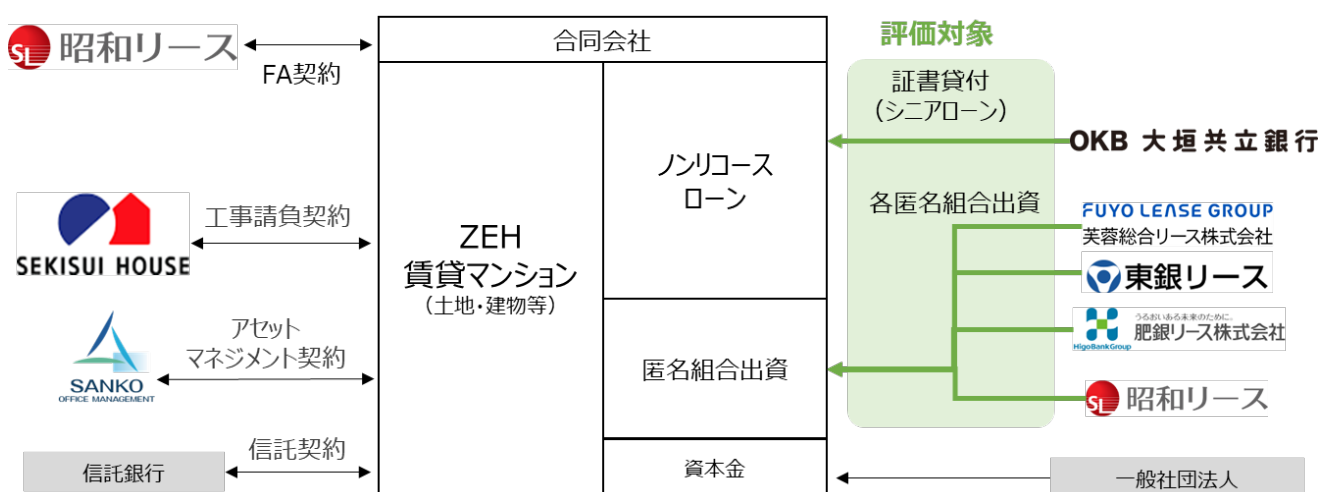 SL 昭和リース
FA契約
合同会社
評価対象
証書貸付
（シニアローン）
OKB 大垣共立銀行
ノンリコース
ローン
各匿名組合出資
FUYO LEASE GROUP
芙蓉総合リース株式会社
工事請負契約
SEKISUI HOUSE
ZEH
賃貸マンション
（土地・建物等）
東銀リース
うるおいある未来のために。
肥銀リース株式会社
HigoBankGroup
アセット
マネジメント契約
SANKO
OFFICE MANAGEMENT
匿名組合出資
SL 昭和リース
信託契約
信託銀行
資本金
一般社団法人